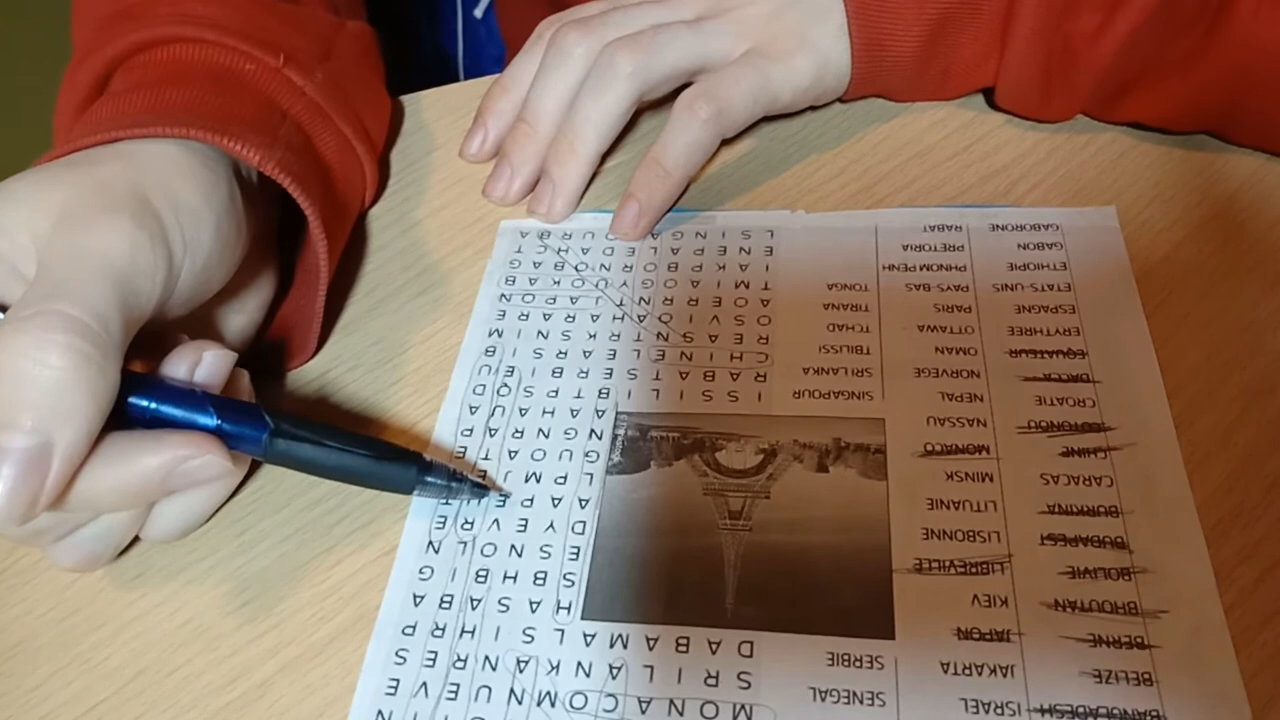 BANGLADESH
BELIZE
BERNE
BHOUTAN
BOLIVIE
BUDAPEST
BURKINA
CARACAS
CHINE
COTONOU
CROATIE
DACCA
EQUATEUR
ERYTHREE
ESPAGNE
ETATS-UNIS
ETHIOPIE
GABON
GABORONE
ISRAEL
JAKARTA
JAPON
KIEV
LIBREVILLE
LISBONNE
LITUANIE
MINSK
MONACO
NASSAU
NEPAL
NORVEGE
OMAN
OTTAWA
PARIS
PAYS-BAS
PHNOM PENH
PRETORIA
RABAT
SENEGAL
SERBIE
SINGAPOUR
SRI LANKA
TBILISSI
TCHAD
TIRANA
TONGA
M O N A C O M N U E V E
S R I L A N K A N R E S
D A B A M A L S I H R P
H A S A B A
S B H B I G
E S N O L N
D Y E V R E
A A P E H T
L P M J E
G U O A T E
N G N R A P
A A H A U A
I S S I L I B T P S Q D
R A B A T S E R B I E U
C H I N E L E A R S I B
R E A S N T R K S N I M
O S V I O A H A R A R E
A O E R R N T J A P O N
T M I A O G Y U O K A B
I A K P B O R N O B A G
E N E P A L E D A H C T
L S I N G A O U R B A